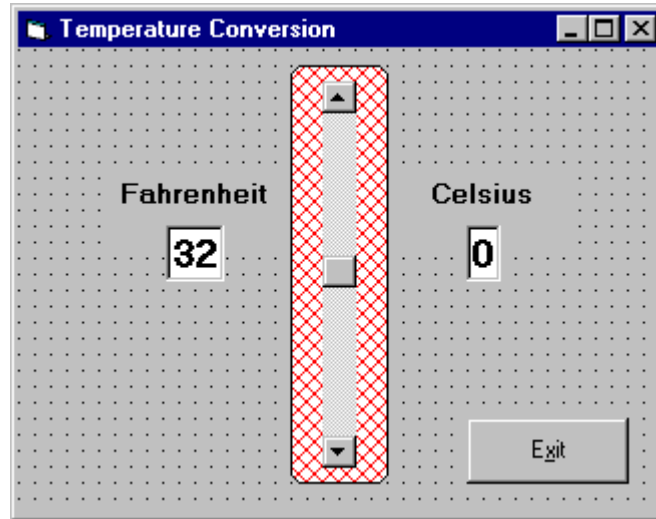 Temperature Conversion
Fahrenheit
Celsius
32
0
Exit